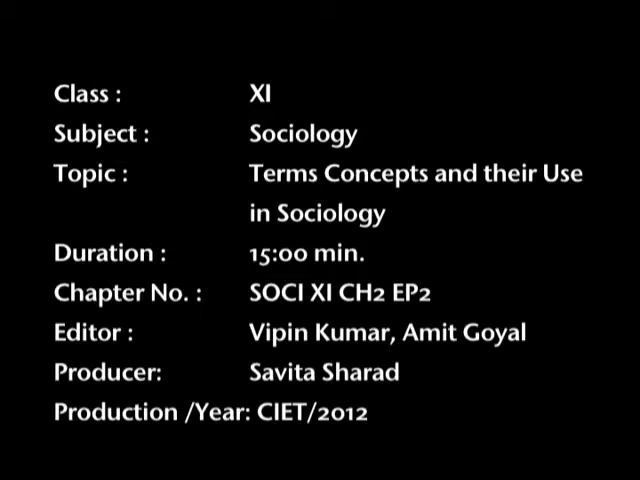 Class : XI
Subject : Sociology
Topic : Terms Concepts and their Use
in Sociology
Duration : 15:00 min.
Chapter No. : SOCI XI CH2 EP2
Editor : Vipin Kumar, Amit Goyal
Producer: Savita Sharad
Production /Year: CIET/2012